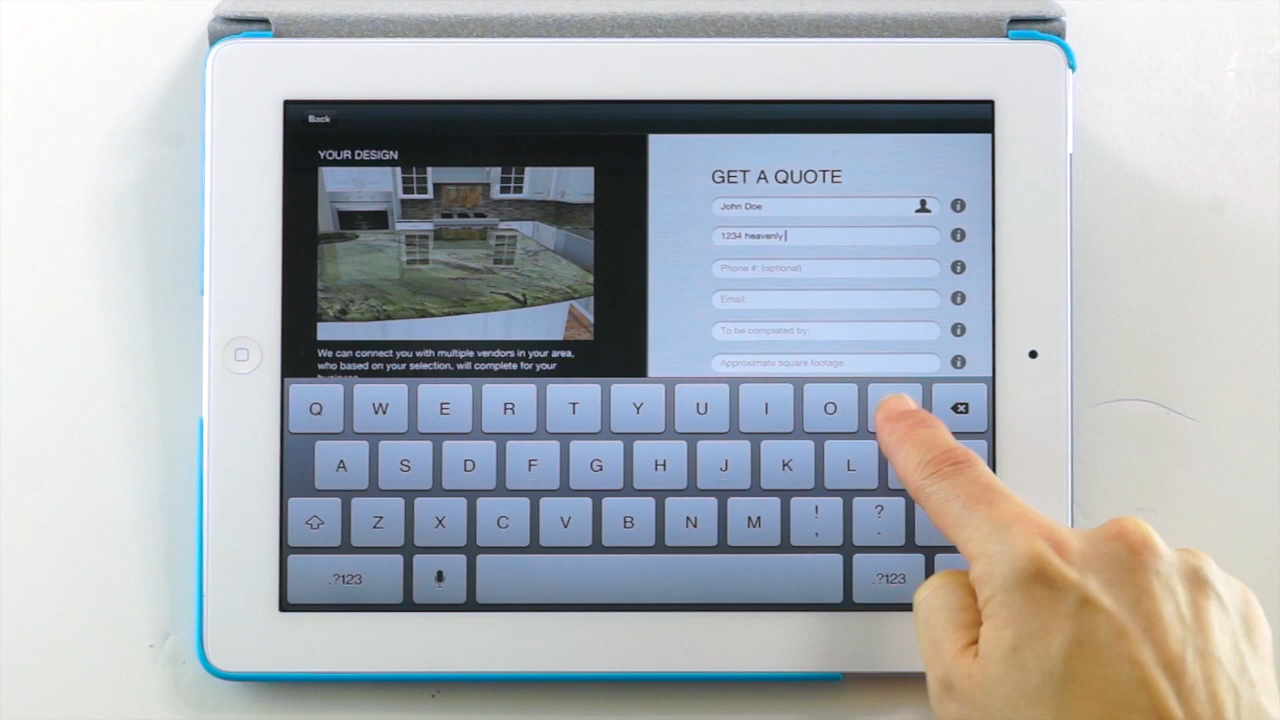 Back
YOUR DESIGN
We can connect you with multiple vendors in your area,
who based on your selection, will complete for your
GET A QUOTE
John Doe
1234 heavenly
Phone #: (optional)
Email:
To be completed by:
Approximate square footage:
Q W E R T Y U I O
A S D F G H J K L
Z X C V B N M ! , ? .
.?123 .?123